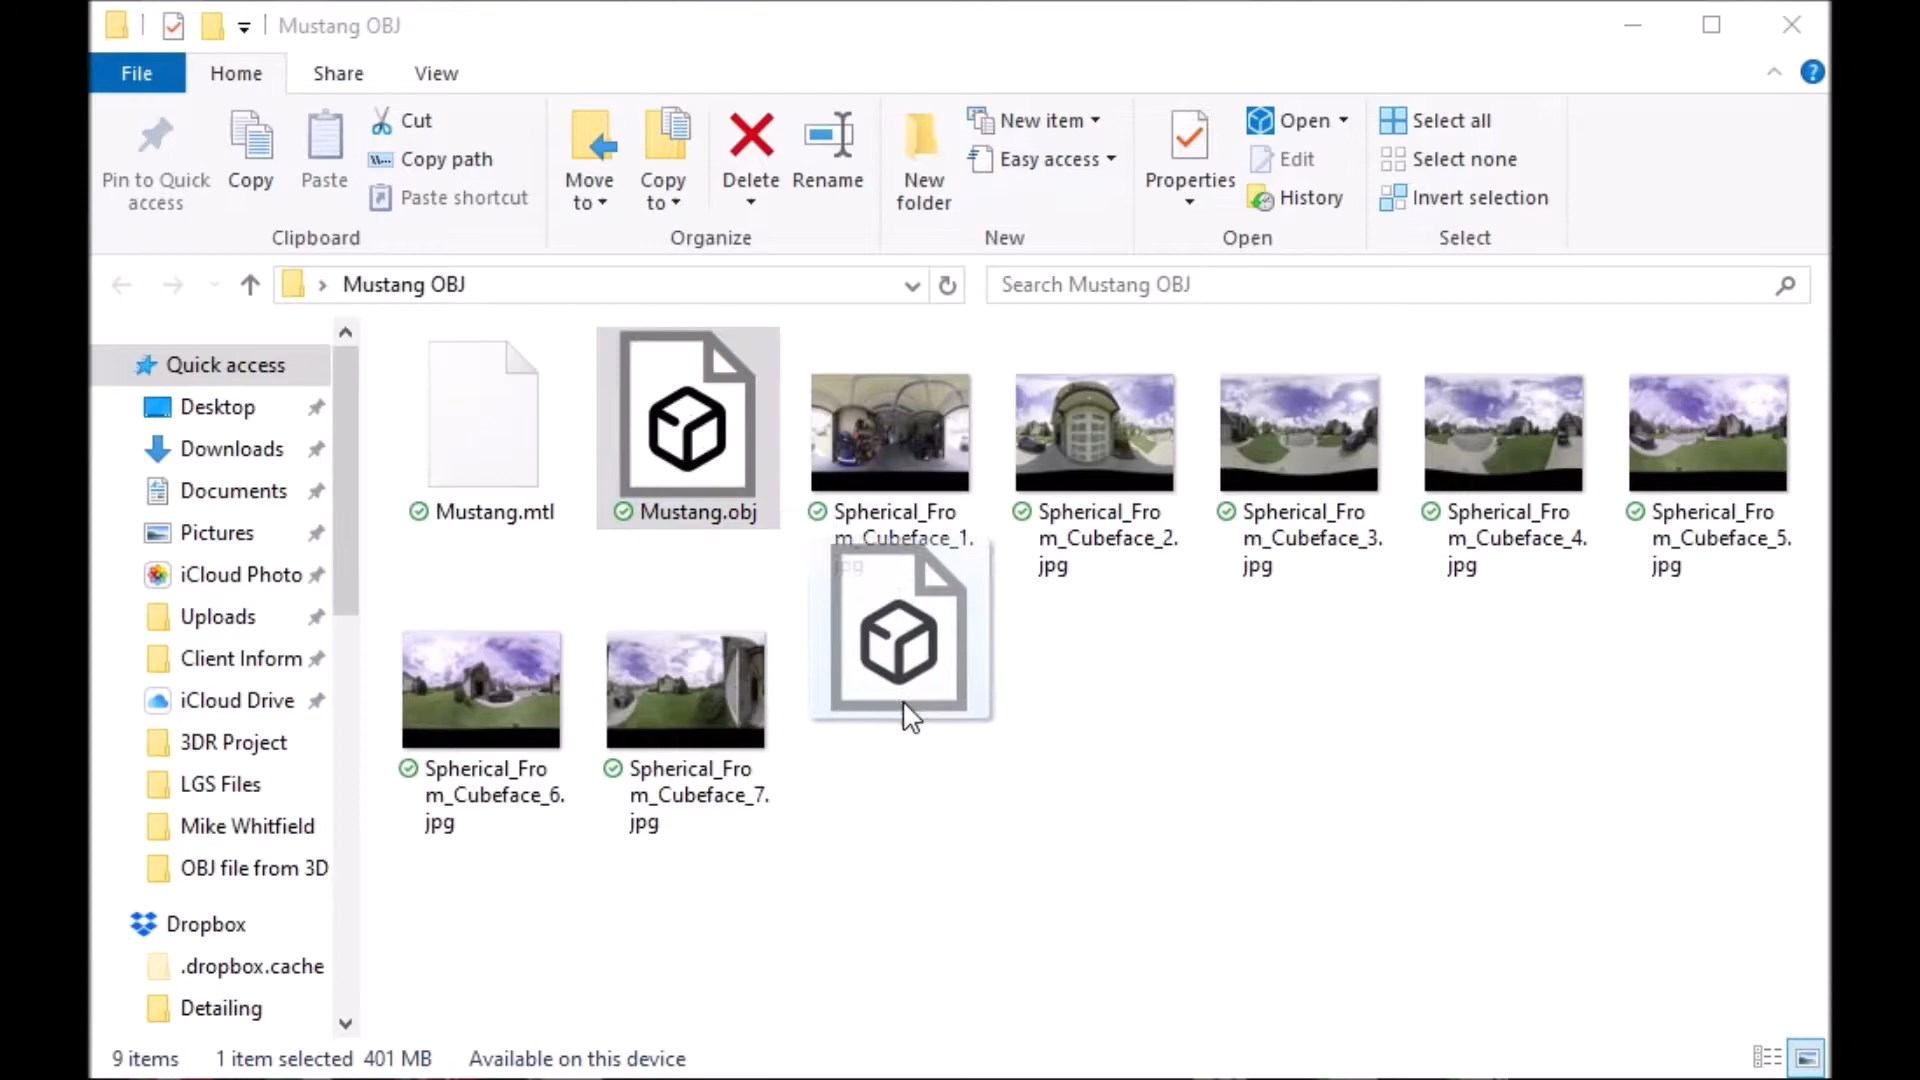 Mustang OBJ
File Home Share View
Pin to Quick access
Copy
Paste
Cut
Copy path
Paste shortcut
Clipboard
Move to
Copy to
Delete
Rename
Organize
New folder
New item
Easy access
New
Properties
Open
Edit
History
Open
Select all
Select none
Invert selection
Select
Mustang OBJ
Search Mustang OBJ
Quick access
Desktop
Downloads
Documents
Pictures
iCloud Photo
Uploads
Client Inform
iCloud Drive
3DR Project
LGS Files
Mike Whitfield
OBJ file from 3D
Dropbox
.dropbox.cache
Detailing
Mustang.mtl
Mustang.obj
Spherical_Fro
m_Cubeface_1.
jpg
Spherical_Fro
m_Cubeface_2.
jpg
Spherical_Fro
m_Cubeface_3.
jpg
Spherical_Fro
m_Cubeface_4.
jpg
Spherical_Fro
m_Cubeface_5.
jpg
Spherical_Fro
m_Cubeface_6.
jpg
Spherical_Fro
m_Cubeface_7.
jpg
9 items 1 item selected 401 MB Available on this device